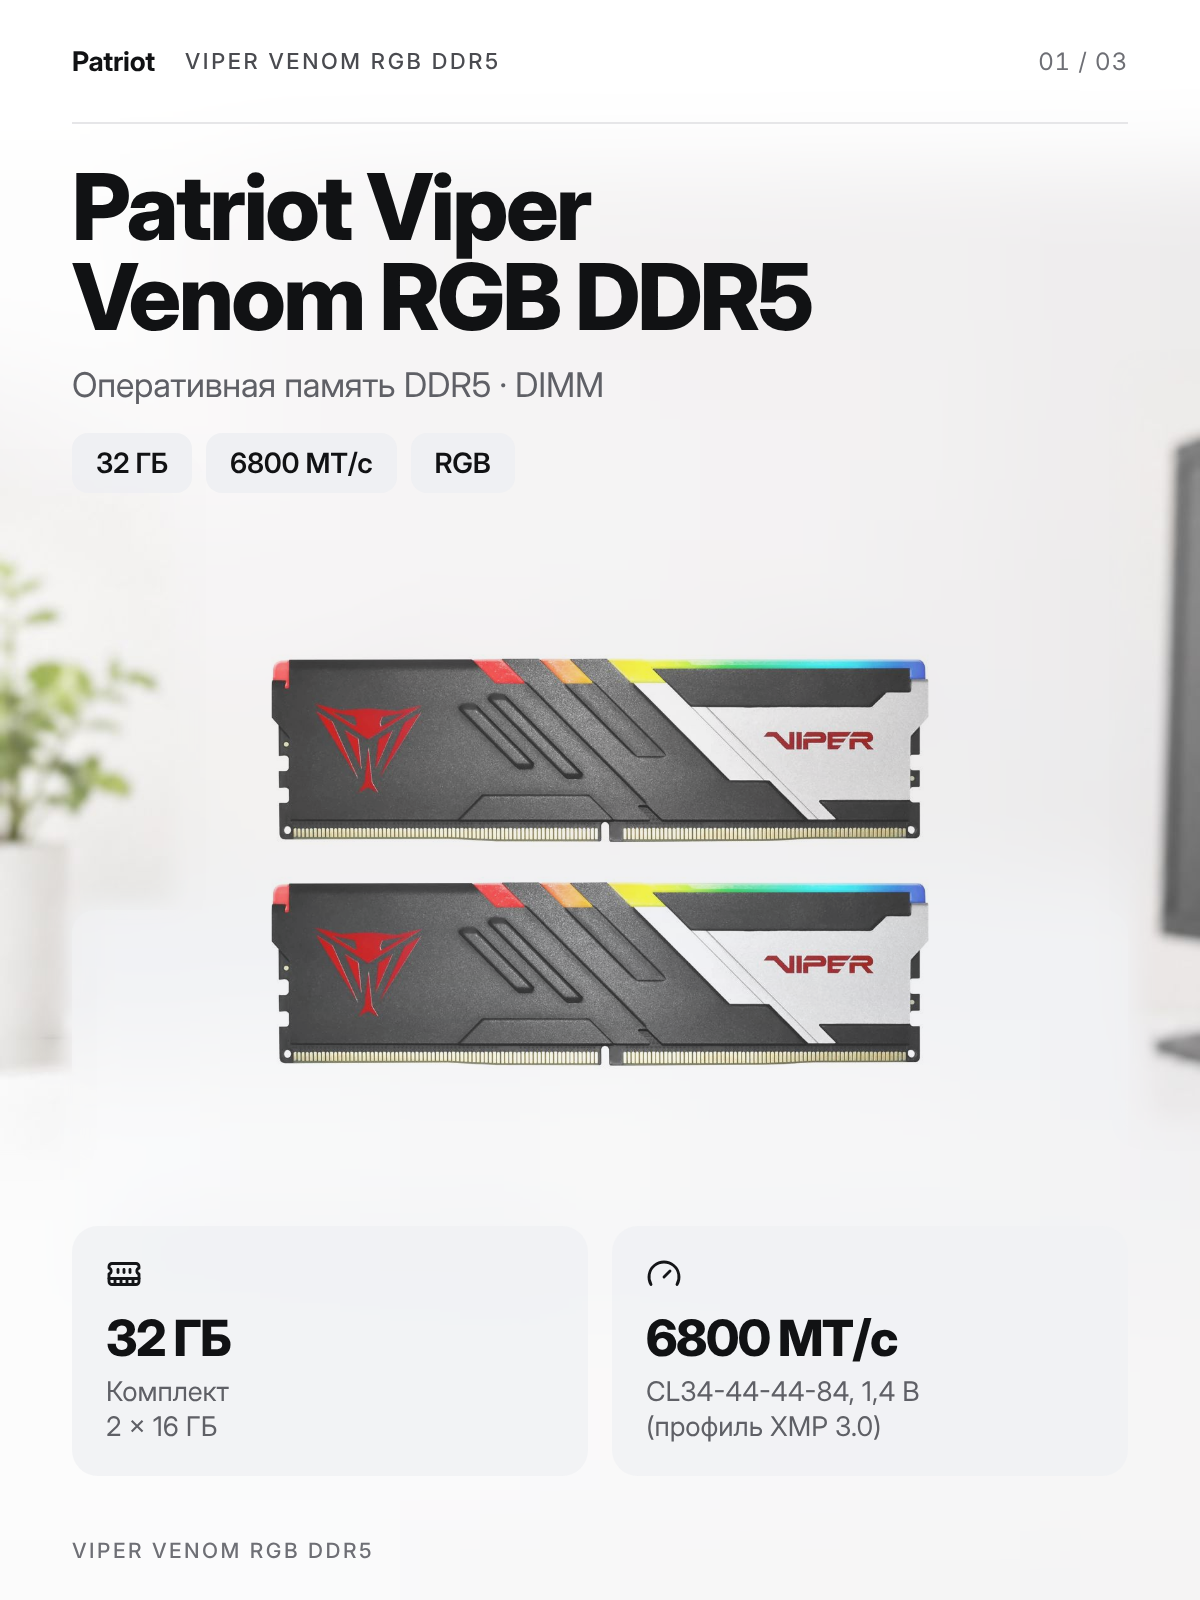 Patriot VIPER VENOM RGB DDR5 01 / 03
Patriot Viper
Venom RGB DDR5
Оперативная память DDR5 · DIMM
32 ГБ 6800 МТ/с RGB
VIPER
VIPER
32 ГБ
Комплект
2 × 16 ГБ
6800 МТ/с
CL34-44-44-84, 1,4 В
(профиль XMP 3.0)
VIPER VENOM RGB DDR5